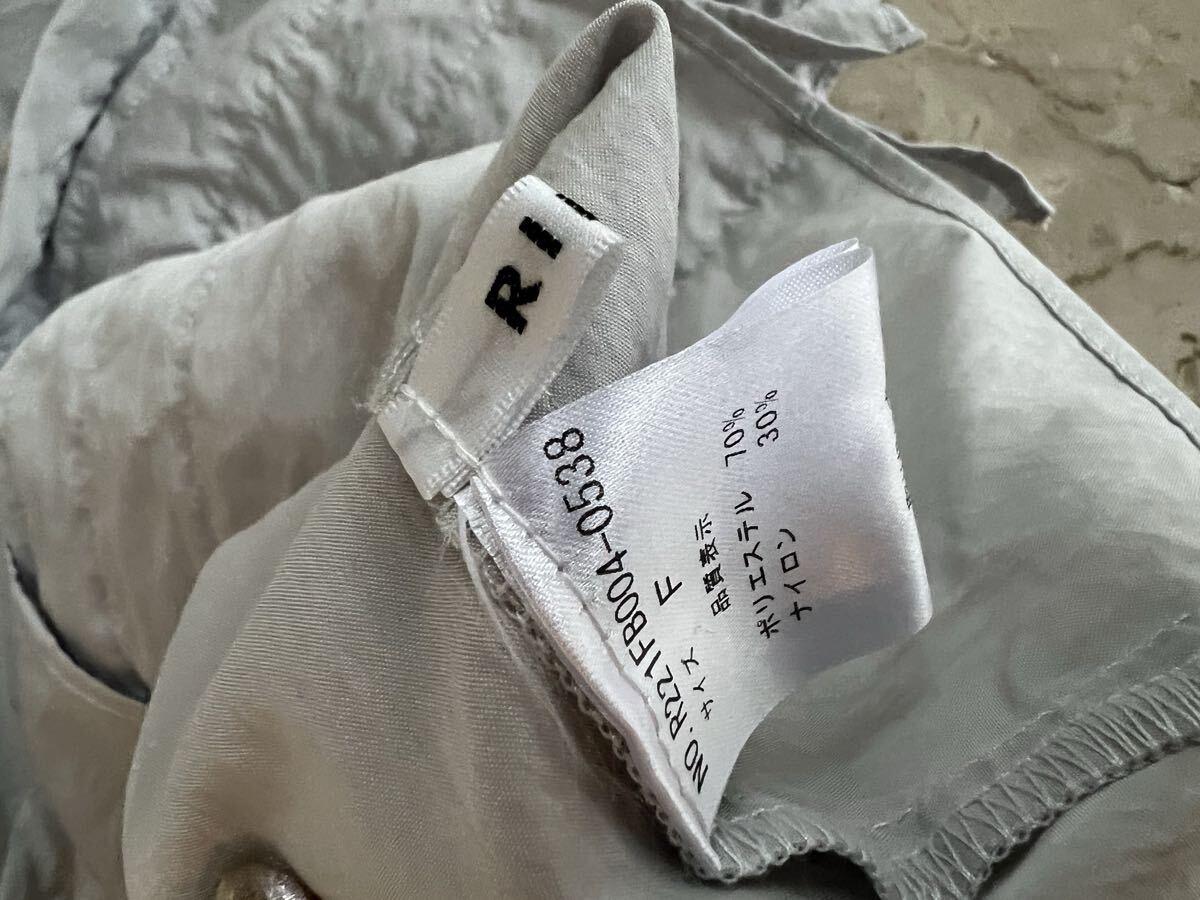 RI
NO.R221FB004-0538
サイズ F
品質表示
ポリエステル 70%
ナイロン 30%